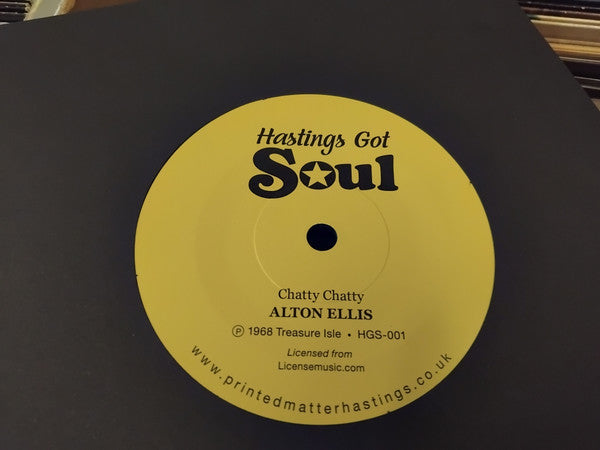 Hastings Got
Soul
Chatty Chatty
ALTON ELLIS
℗ 1968 Treasure Isle • HGS-001
Licensed from
Licensemusic.com
www.printedmatterhastings.co.uk